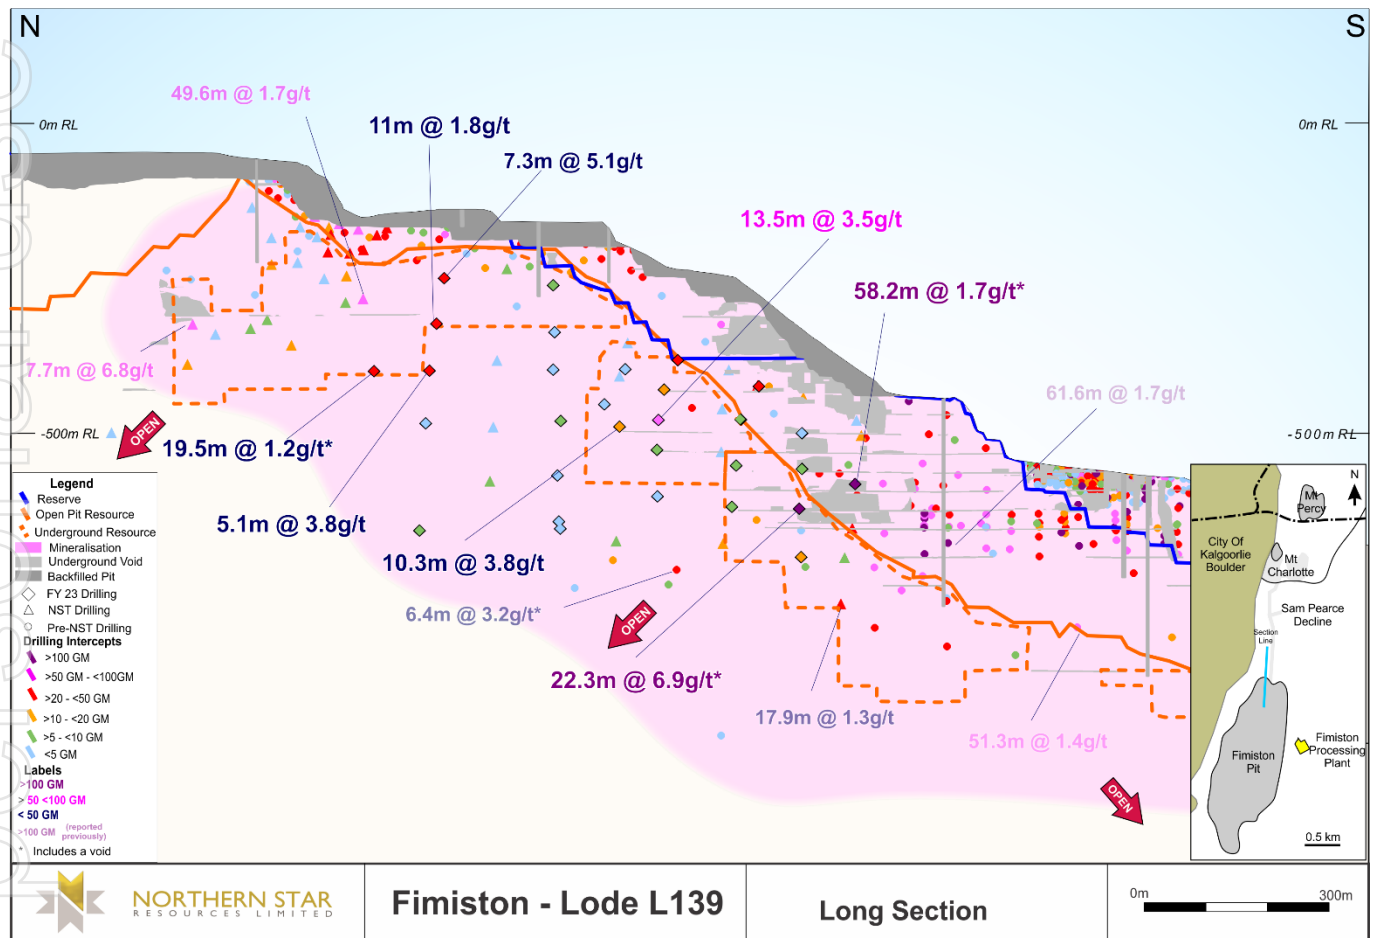 N
S
0m RL
0m RL
49.6m @ 1.7g/t
11m @ 1.8g/t
7.3m @ 5.1g/t
13.5m @ 3.5g/t
58.2m @ 1.7g/t*
7.7m @ 6.8g/t
61.6m @ 1.7g/t
-500m RL
-500m RL
OPEN
19.5m @ 1.2g/t*
5.1m @ 3.8g/t
10.3m @ 3.8g/t
6.4m @ 3.2g/t*
OPEN
22.3m @ 6.9g/t*
17.9m @ 1.3g/t
51.3m @ 1.4g/t
OPEN
Legend
Reserve
Open Pit Resource
Underground Resource
Mineralisation
Underground Void
Backfilled Pit
FY 23 Drilling
NST Drilling
Pre-NST Drilling
Drilling Intercepts
>100 GM
>50 GM - <100GM
>20 - <50 GM
>10 - <20 GM
>5 - <10 GM
<5 GM
Labels
>100 GM
> 50 <100 GM
< 50 GM
>100 GM (reported previously)
* Includes a void
N
Mt
Percy
City Of
Kalgoorlie
Boulder
Mt
Charlotte
Sam Pearce
Decline
Section
Line
Fimiston
Pit
Fimiston
Processing
Plant
0.5 km
NORTHERN STAR
RESOURCES LIMITED
Fimiston - Lode L139
Long Section
0m
300m